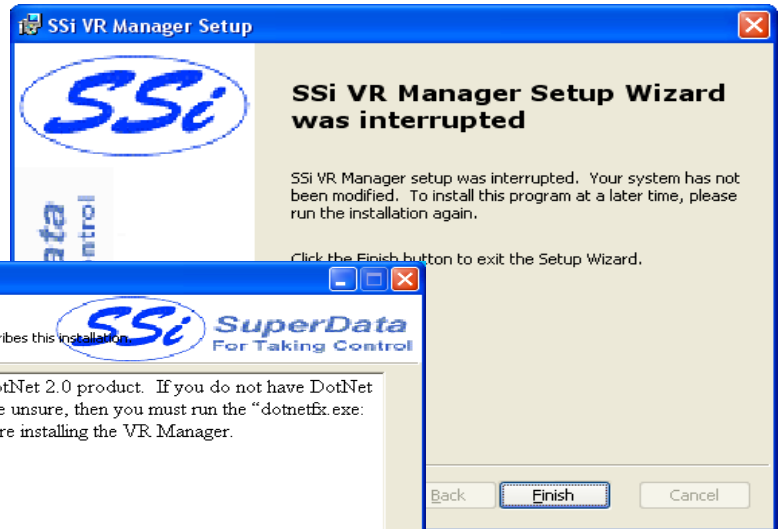 SSi VR Manager Setup
SSi
SSi VR Manager Setup Wizard
was interrupted
SSi VR Manager setup was interrupted. Your system has not
been modified. To install this program at a later time, please
run the installation again.
Click the Finish button to exit the Setup Wizard.
ata
ntrol
ribes this installation.
SSi
SuperData
For Taking Control
otNet 2.0 product. If you do not have DotNet
e unsure, then you must run the “dotnetfx.exe:
re installing the VR Manager.
Back
Finish
Cancel